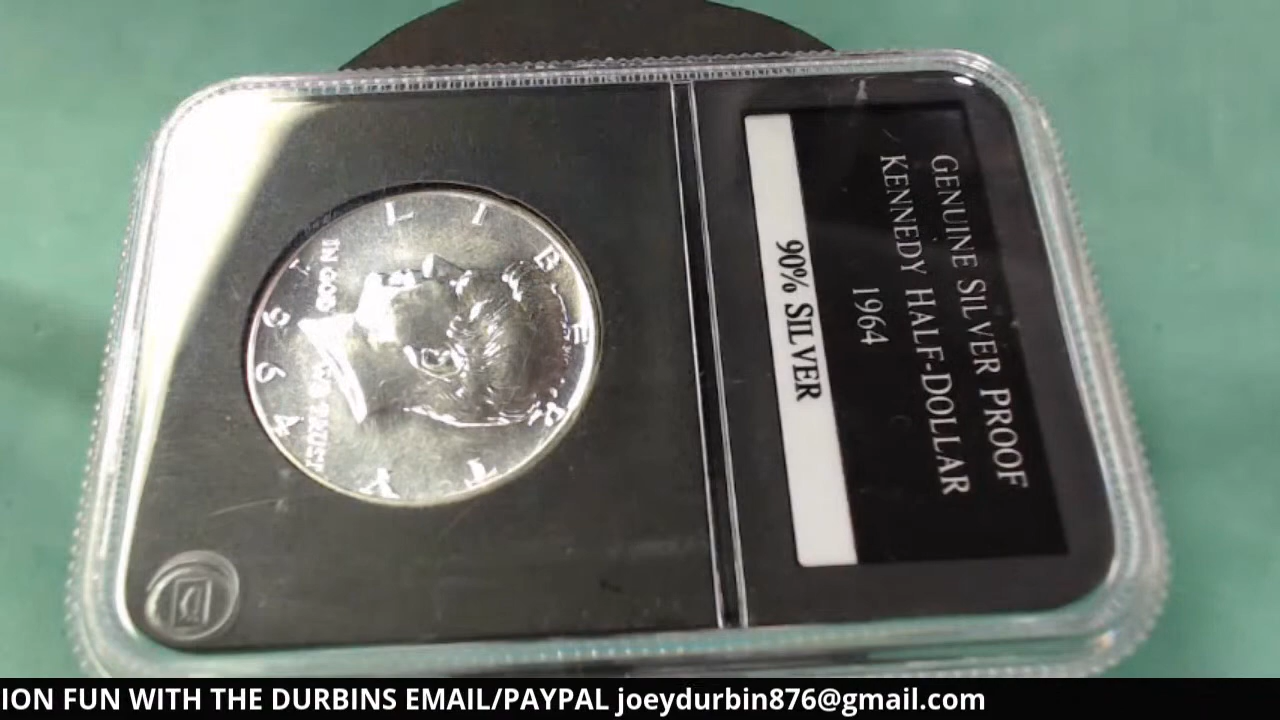 GENUINE SILVER PROOF
KENNEDY HALF-DOLLAR
1964
90% SILVER
LIBERTY
IN GOD WE TRUST
1964
ION FUN WITH THE DURBINS EMAIL/PAYPAL joeydurbin876@gmail.com